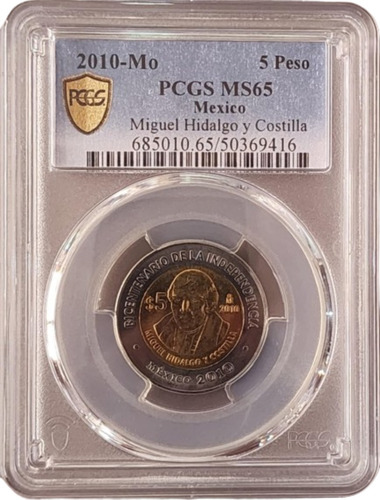 2010-Mo 5 Peso
PCGS MS65
Mexico
Miguel Hidalgo y Costilla
685010.65/50369416
PCGS
BICENTENARIO DE LA INDEPENDENCIA
$5
M̊
2010
MIGUEL HIDALGO Y COSTILLA
MÉXICO 2010
PCGS